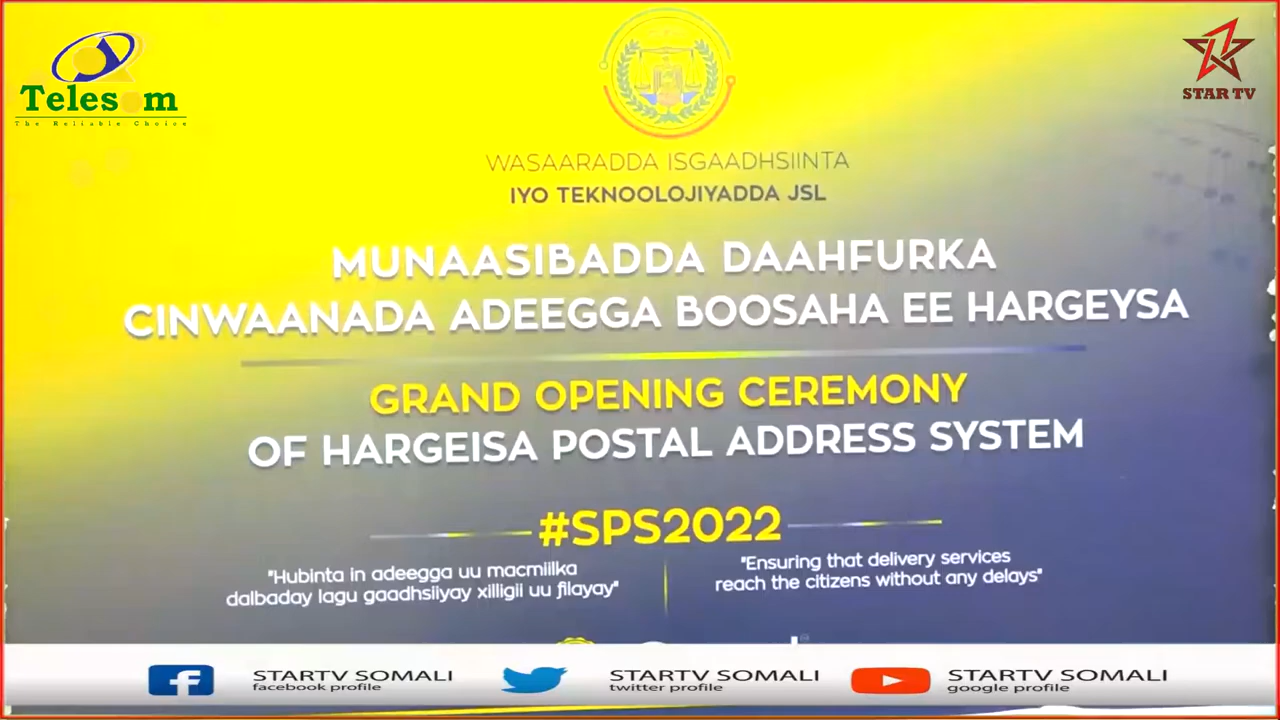 Telesom
The Reliable Choice
STAR TV
WASAARADDA ISGAADHSIINTA
IYO TEKNOOLOJIYADDA JSL
MUNAASIBADDA DAAHFURKA
CINWAANADA ADEEGGA BOOSAHA EE HARGEYSA
GRAND OPENING CEREMONY
OF HARGEISA POSTAL ADDRESS SYSTEM
#SPS2022
"Hubinta in adeegga uu macmiilka
dalbaday lagu gaadhsiiyay xilligii uu filayay"
"Ensuring that delivery services
reach the citizens without any delays"
STARTV SOMALI
facebook profile
STARTV SOMALI
twitter profile
STARTV SOMALI
google profile